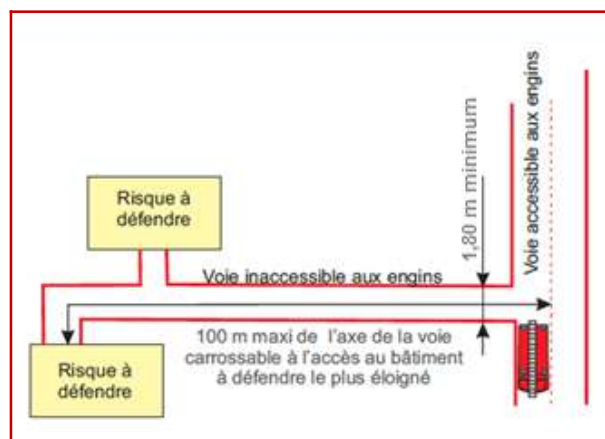 Risque à
défendre
Voie inaccessible aux engins
1,80 m minimum
Voie accessible aux engins
100 m maxi de l'axe de la voie
carrossable à l'accès au bâtiment
à défendre le plus éloigné
Risque à
défendre